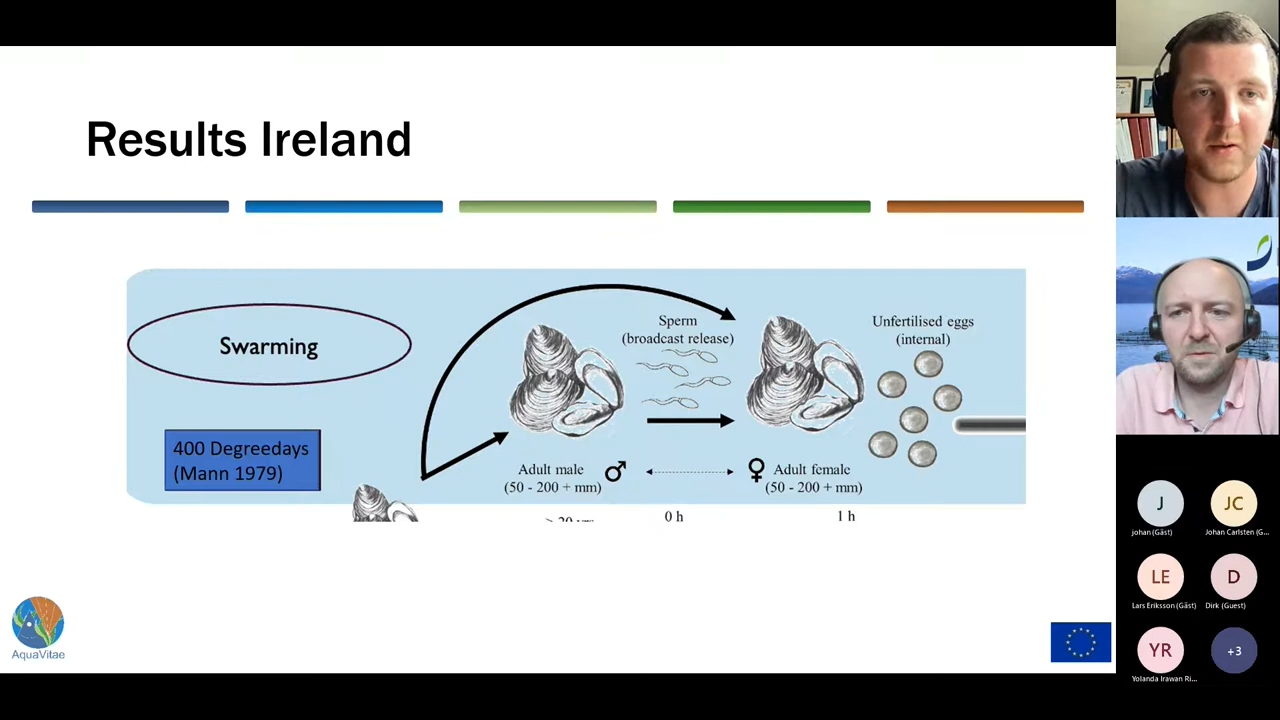 Results Ireland
Swarming
400 Degreedays
(Mann 1979)
Sperm
(broadcast release)
Unfertilised eggs
(internal)
Adult male ♂
(50 - 200 + mm)
♀ Adult female
(50 - 200 + mm)
0 h
1 h
AquaVitae
J
johan (Gäst)
JC
Johan Carlsten (G...
LE
Lars Eriksson (Gäst)
D
Dirk (Guest)
YR
Yolanda Irawan Ri...
+3